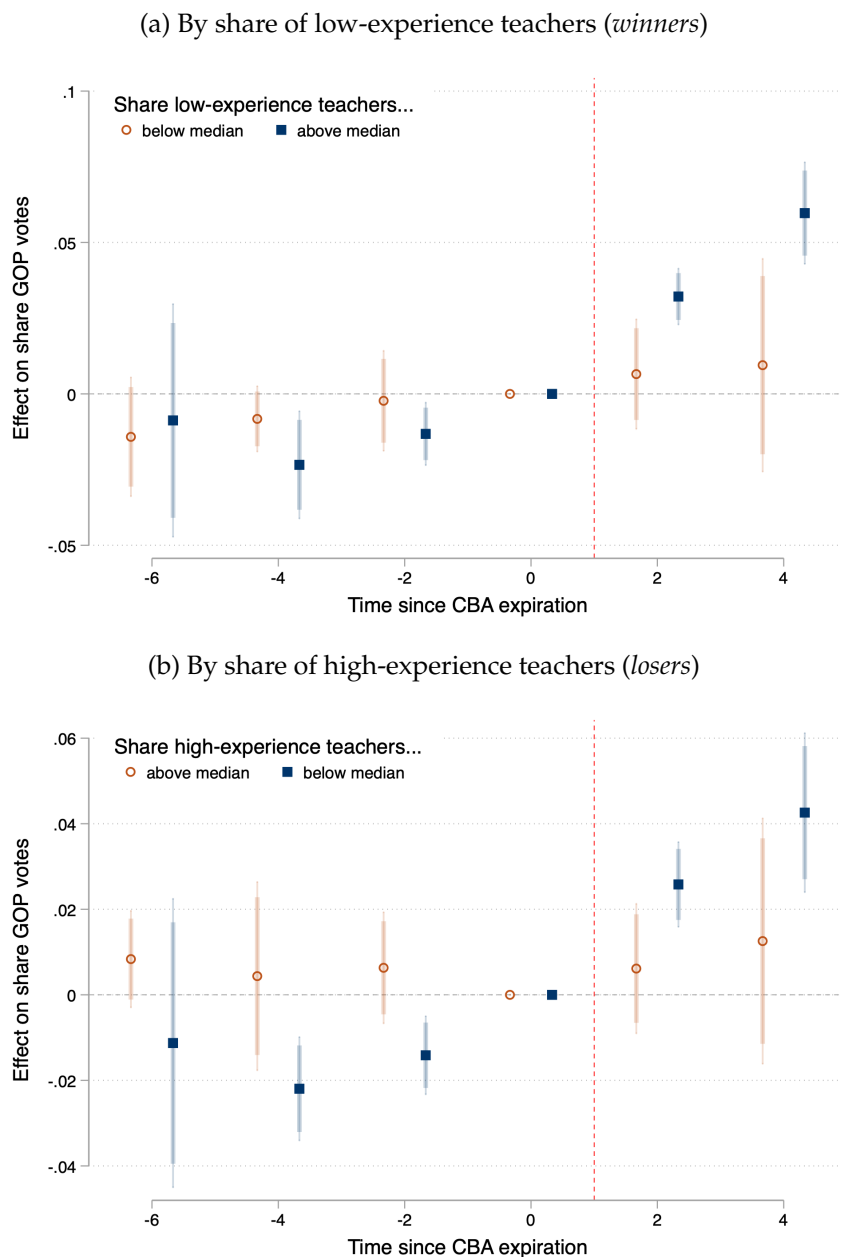 (a) By share of low-experience teachers (winners)
Share low-experience teachers...
below median above median
.1
.05
0
-.05
Effect on share GOP votes
-6 -4 -2 0 2 4
Time since CBA expiration
(b) By share of high-experience teachers (losers)
Share high-experience teachers...
above median below median
.06
.04
.02
0
-.02
-.04
Effect on share GOP votes
-6 -4 -2 0 2 4
Time since CBA expiration